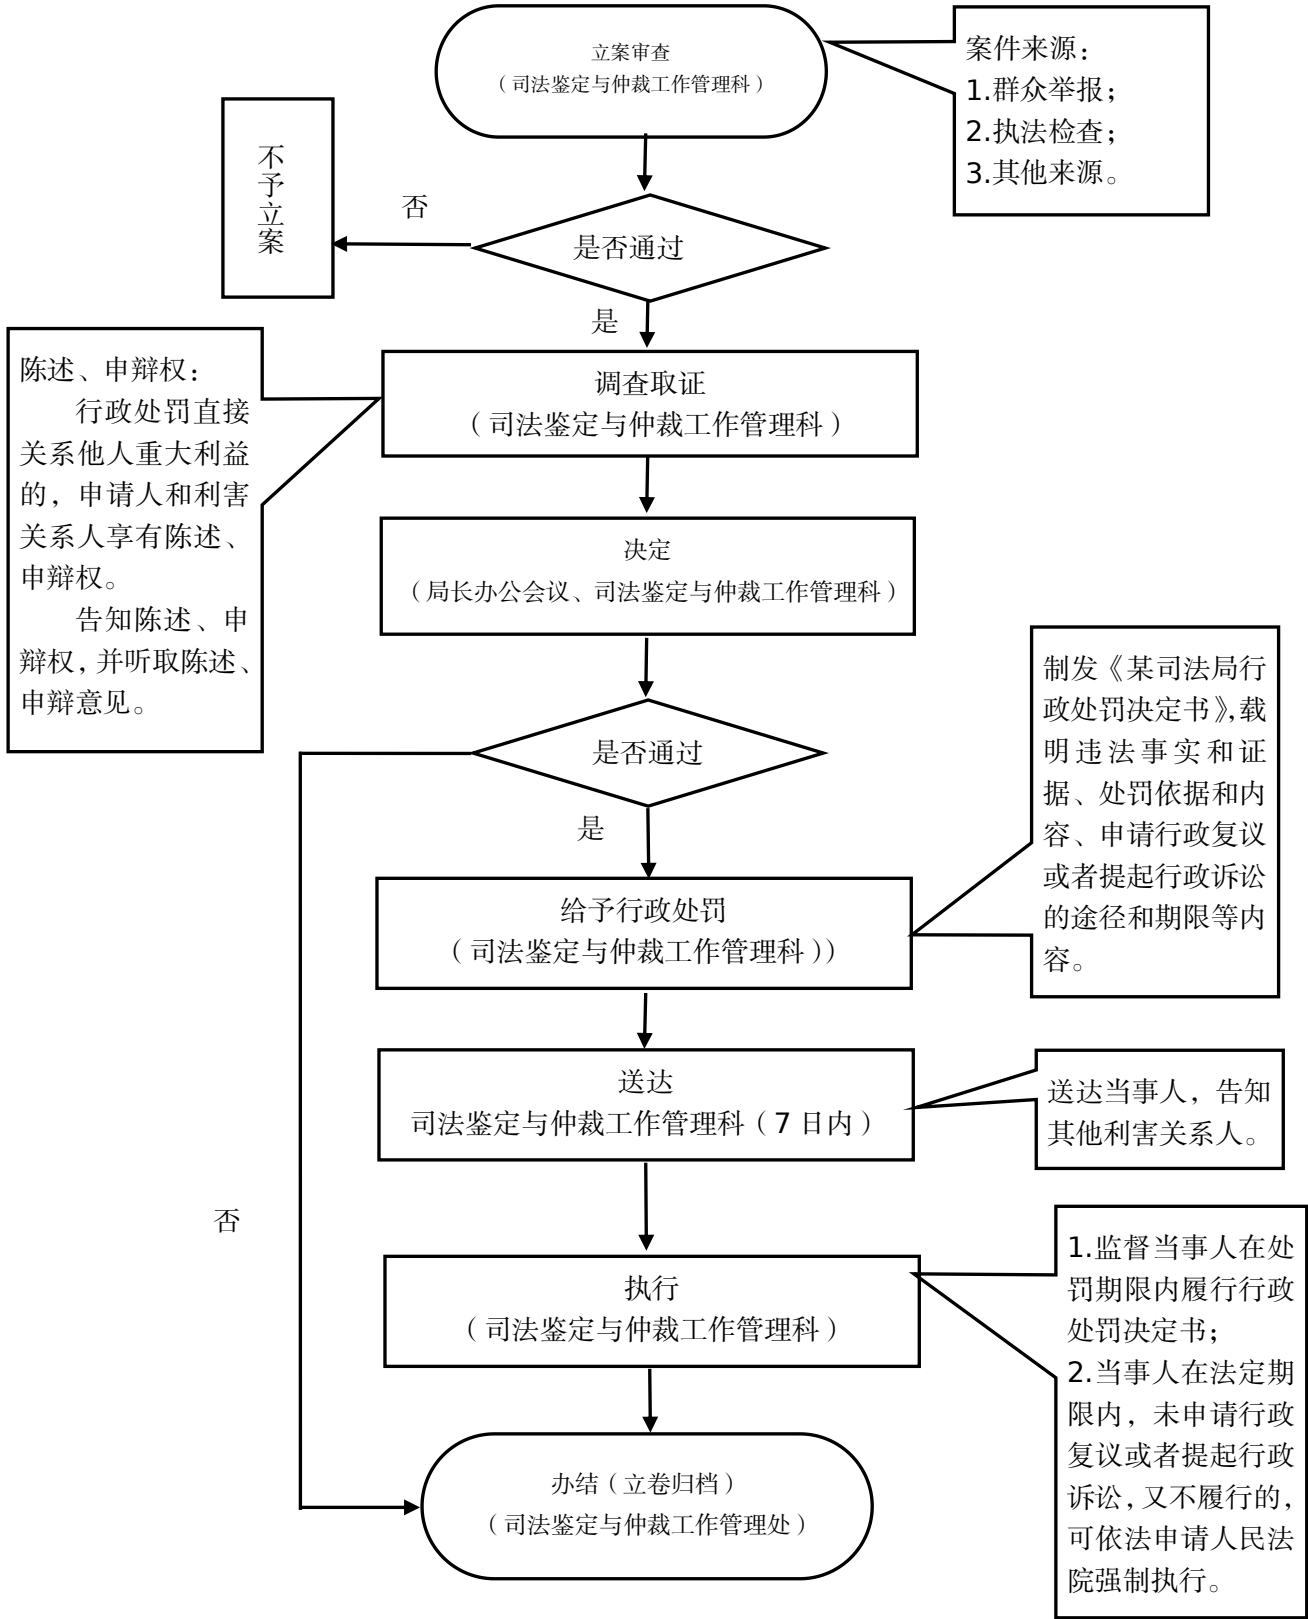 立案审查
（司法鉴定与仲裁工作管理科）
案件来源：
1.群众举报；
2.执法检查；
3.其他来源。
不
予
立
案
否
是否通过
是
陈述、申辩权：
行政处罚直接
关系他人重大利益
的，申请人和利害
关系人享有陈述、
申辩权。
告知陈述、申
辩权，并听取陈述、
申辩意见。
调查取证
（司法鉴定与仲裁工作管理科）
决定
（局长办公会议、司法鉴定与仲裁工作管理科）
是否通过
是
制发《某司法局行
政处罚决定书》，载
明违法事实和证
据、处罚依据和内
容、申请行政复议
或者提起行政诉讼
的途径和期限等内
容。
给予行政处罚
（司法鉴定与仲裁工作管理科））
送达
司法鉴定与仲裁工作管理科（7 日内）
送达当事人，告知
其他利害关系人。
否
执行
（司法鉴定与仲裁工作管理科）
1.监督当事人在处
罚期限内履行行政
处罚决定书；
2.当事人在法定期
限内，未申请行政
复议或者提起行政
诉讼，又不履行的，
可依法申请人民法
院强制执行。
办结（立卷归档）
（司法鉴定与仲裁工作管理处）